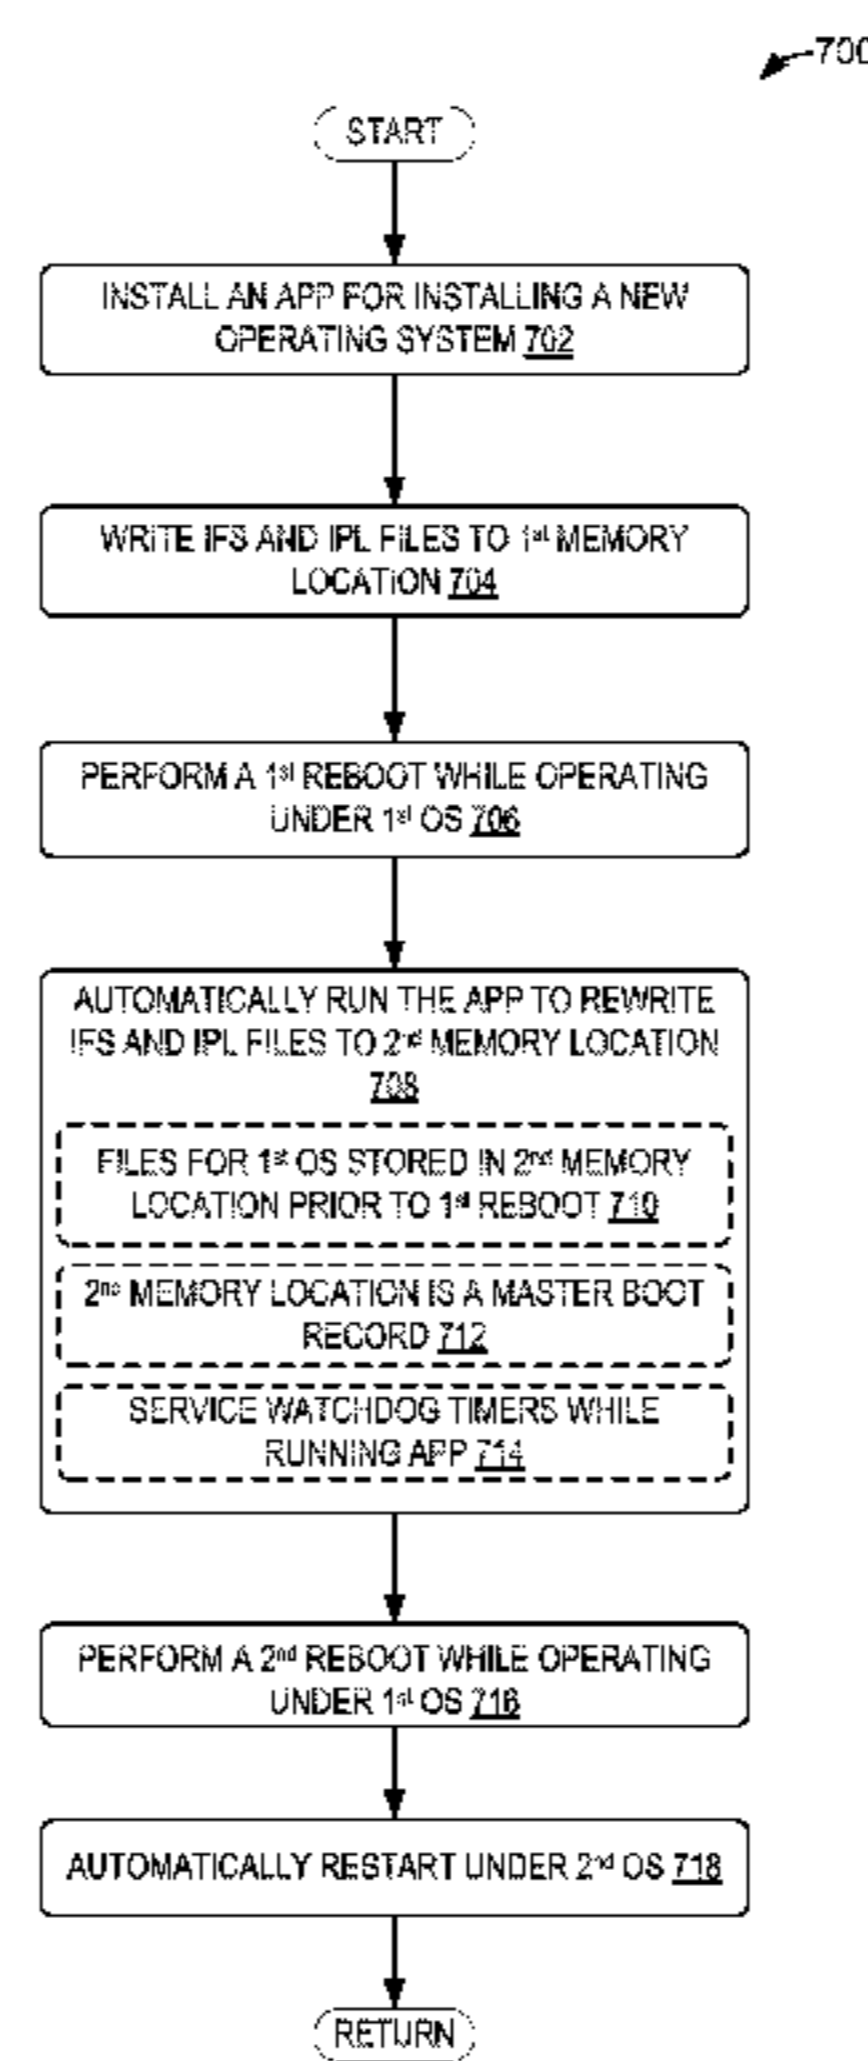 700
START
INSTALL AN APP FOR INSTALLING A NEW
OPERATING SYSTEM 702
WRITE IFS AND IPL FILES TO 1st MEMORY
LOCATION 704
PERFORM A 1st REBOOT WHILE OPERATING
UNDER 1st OS 706
AUTOMATICALLY RUN THE APP TO REWRITE
IFS AND IPL FILES TO 2nd MEMORY LOCATION
708
FILES FOR 1st OS STORED IN 2nd MEMORY
LOCATION PRIOR TO 1st REBOOT 710
2nd MEMORY LOCATION IS A MASTER BOOT
RECORD 712
SERVICE WATCHDOG TIMERS WHILE
RUNNING APP 714
PERFORM A 2nd REBOOT WHILE OPERATING
UNDER 1st OS 716
AUTOMATICALLY RESTART UNDER 2nd OS 718
RETURN